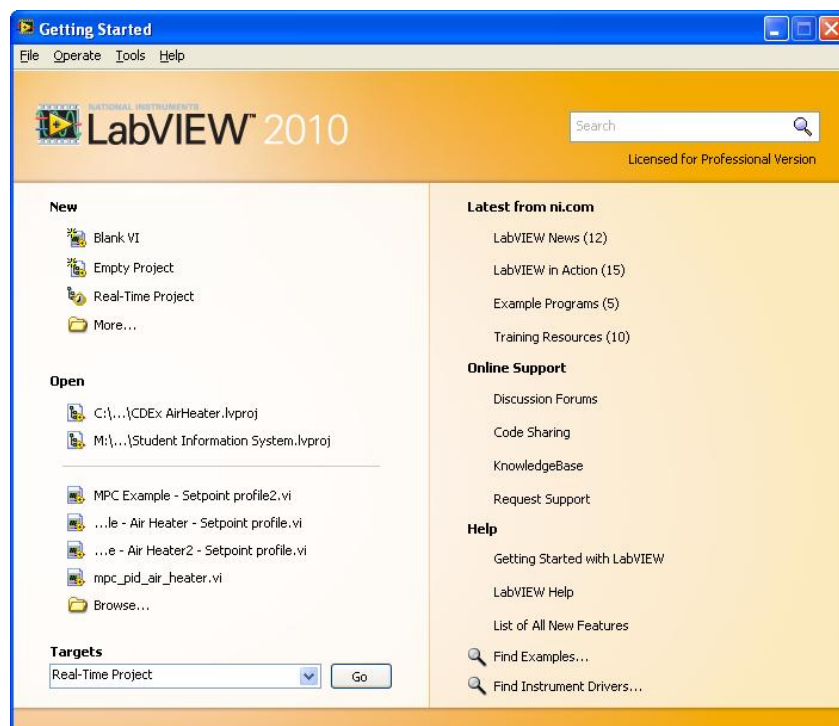 Getting Started
File Operate Tools Help
NATIONAL INSTRUMENTS
LabVIEW™ 2010
Search
Licensed for Professional Version
New
Blank VI
Empty Project
Real-Time Project
More...
Open
C:\...\CDEx AirHeater.lvproj
M:\...\Student Information System.lvproj
MPC Example - Setpoint profile2.vi
...le - Air Heater - Setpoint profile.vi
...e - Air Heater2 - Setpoint profile.vi
mpc_pid_air_heater.vi
Browse...
Targets
Real-Time Project
Go
Latest from ni.com
LabVIEW News (12)
LabVIEW in Action (15)
Example Programs (5)
Training Resources (10)
Online Support
Discussion Forums
Code Sharing
KnowledgeBase
Request Support
Help
Getting Started with LabVIEW
LabVIEW Help
List of All New Features
Find Examples...
Find Instrument Drivers...